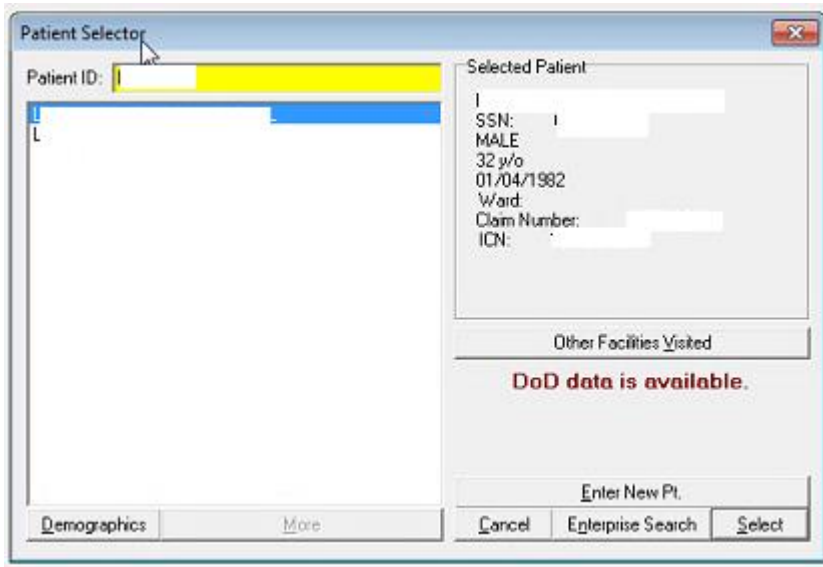 Patient Selector
Patient ID:
L
Selected Patient
SSN:
MALE
32 y/o
01/04/1982
Ward:
Claim Number:
ICN:
Other Facilities Visited
DoD data is available.
Enter New Pt.
Demographics
More
Cancel
Enterprise Search
Select